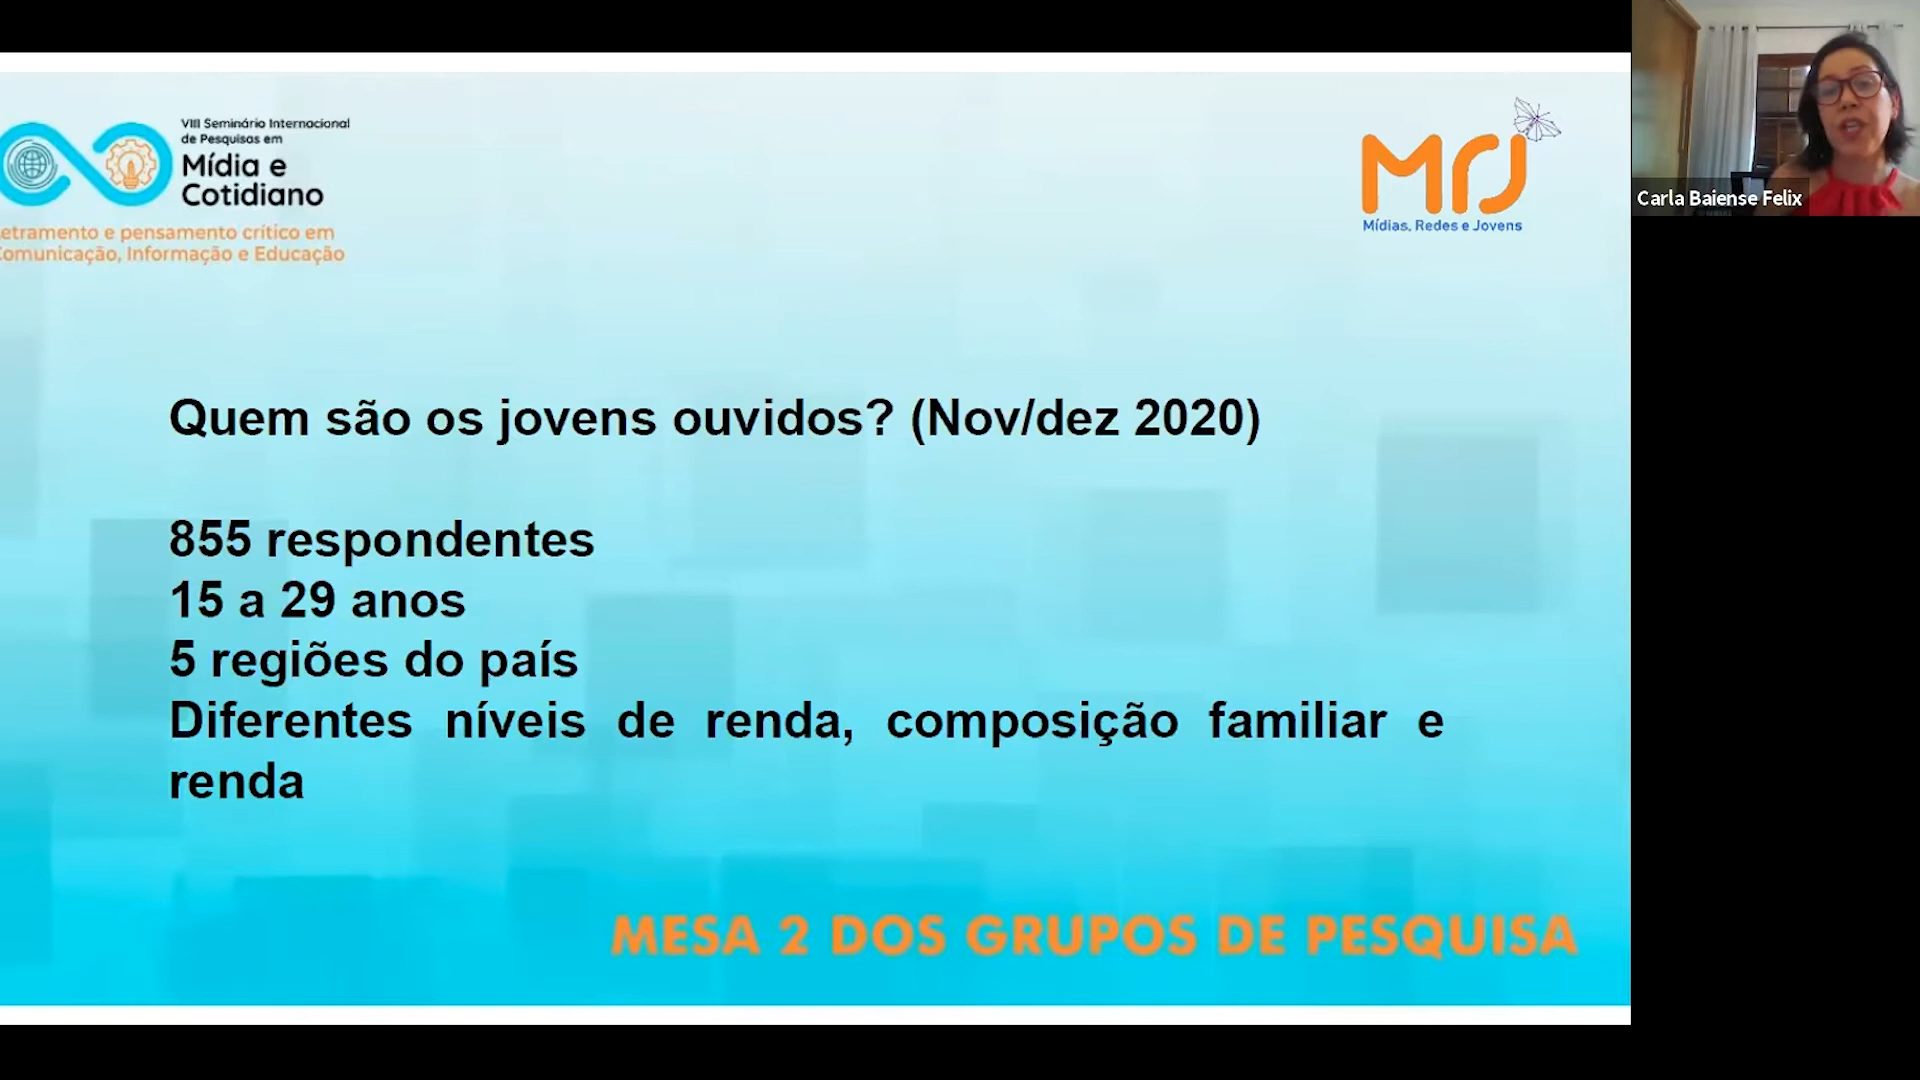 VIII Seminário Internacional
de Pesquisas em
Mídia e
Cotidiano
etramento e pensamento crítico em
omunicação, Informação e Educação
MRJ
Mídias, Redes e Jovens
Carla Baiense Felix
Quem são os jovens ouvidos? (Nov/dez 2020)
855 respondentes
15 a 29 anos
5 regiões do país
Diferentes níveis de renda, composição familiar e
renda
MESA 2 DOS GRUPOS DE PESQUISA